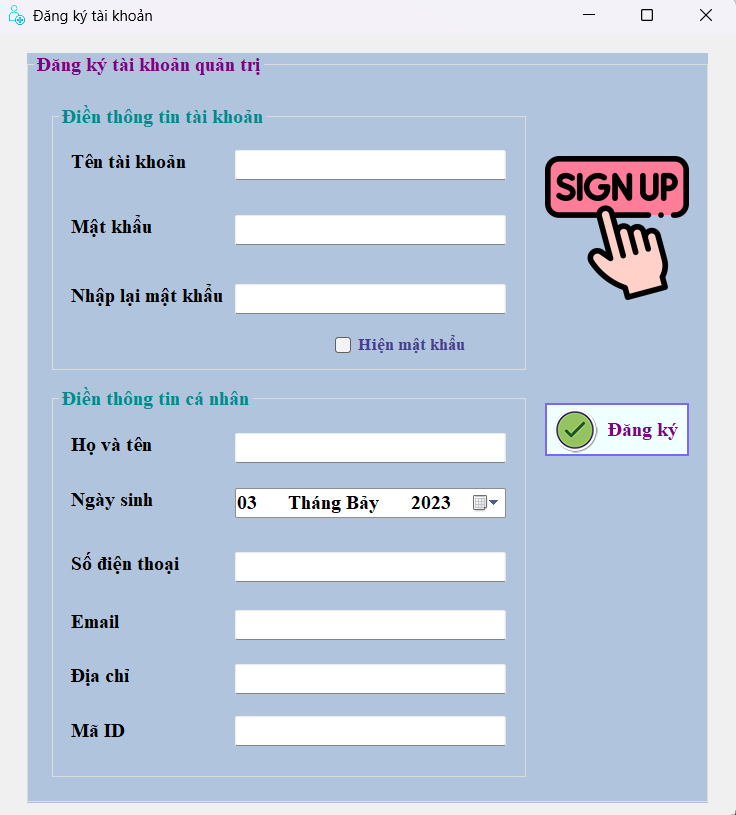 Đăng ký tài khoản
Đăng ký tài khoản quản trị
Điền thông tin tài khoản
Tên tài khoản
Mật khẩu
Nhập lại mật khẩu
Hiện mật khẩu
SIGN UP
Điền thông tin cá nhân
Họ và tên
Ngày sinh
03 Tháng Bảy 2023
Số điện thoại
Email
Địa chỉ
Mã ID
Đăng ký